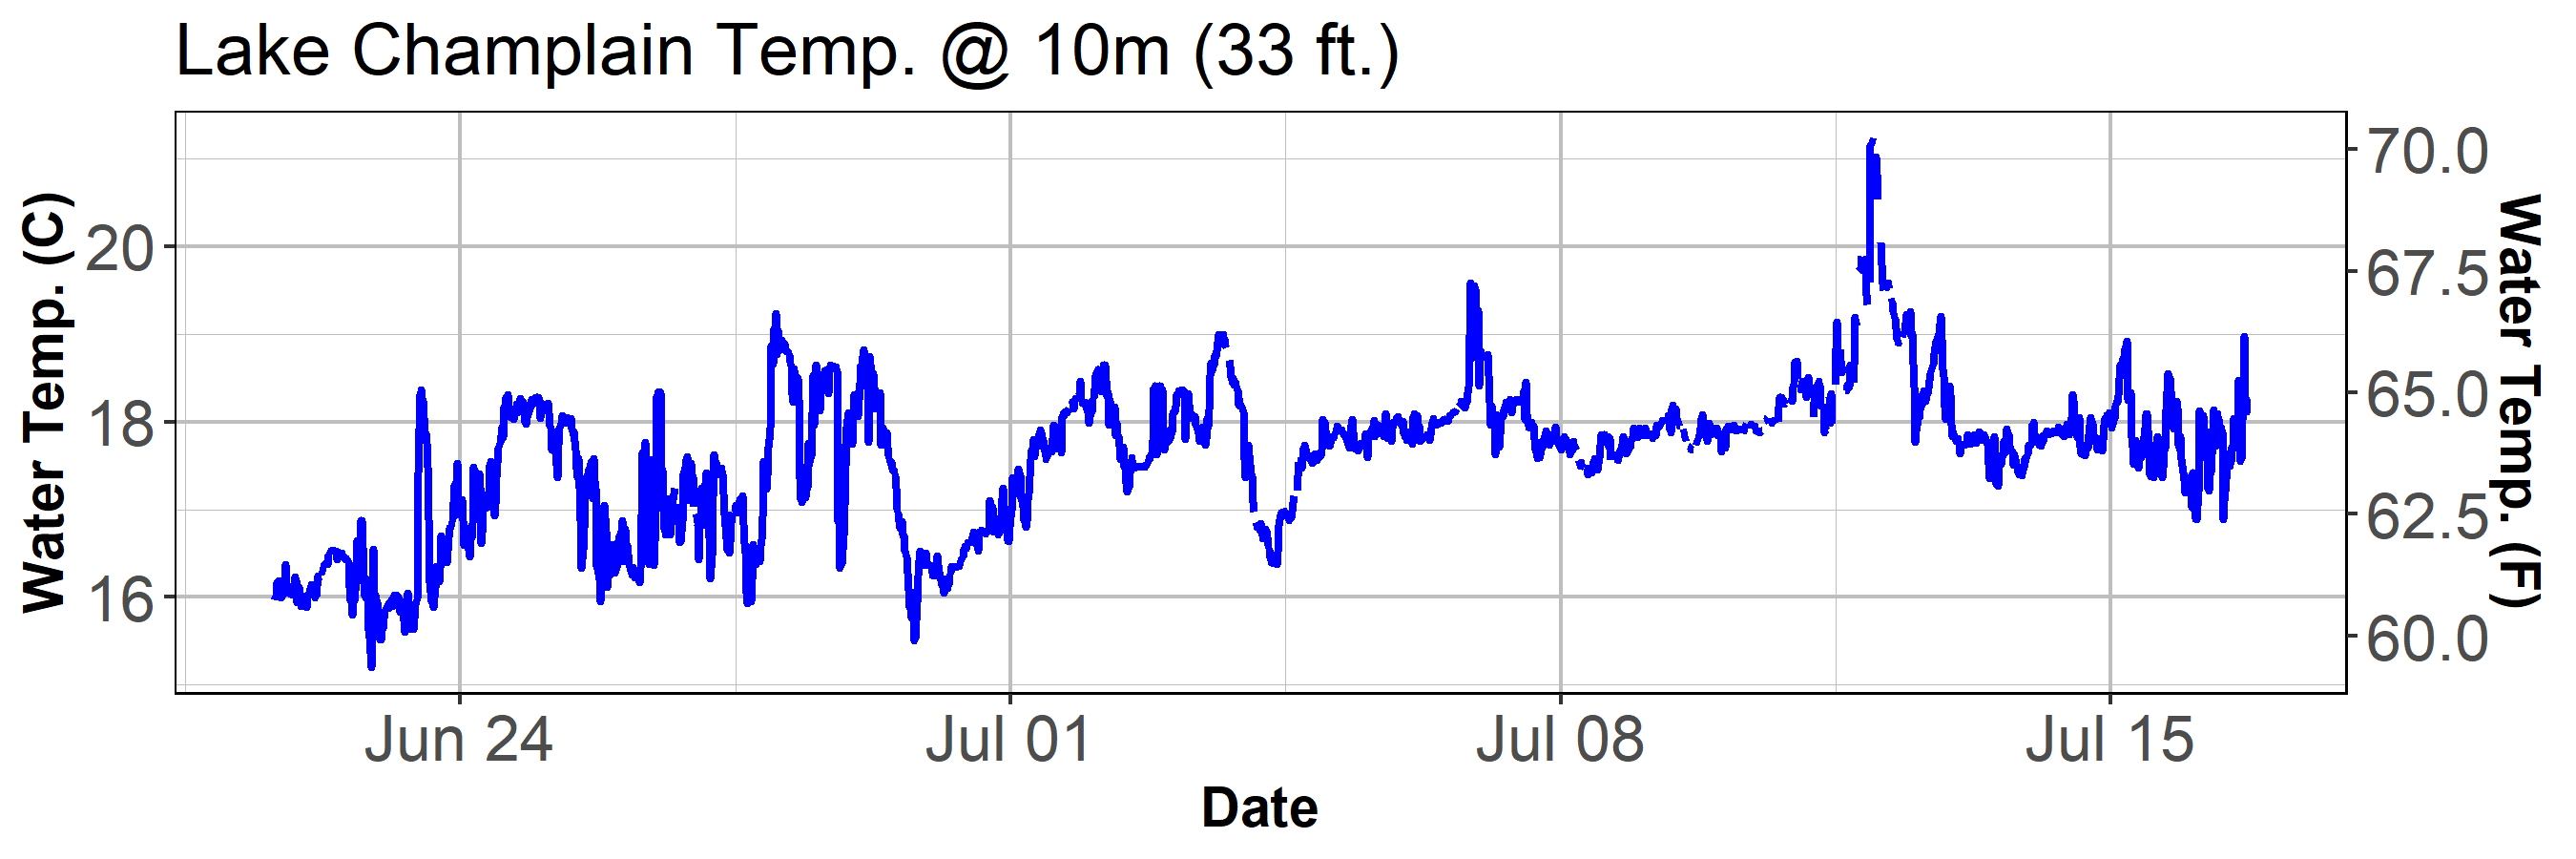 Lake Champlain Temp. @ 10m (33 ft.)
Water Temp. (C)
20
18
16
70.0
67.5
65.0
62.5
60.0
Water Temp. (F)
Jun 24
Jul 01
Jul 08
Jul 15
Date